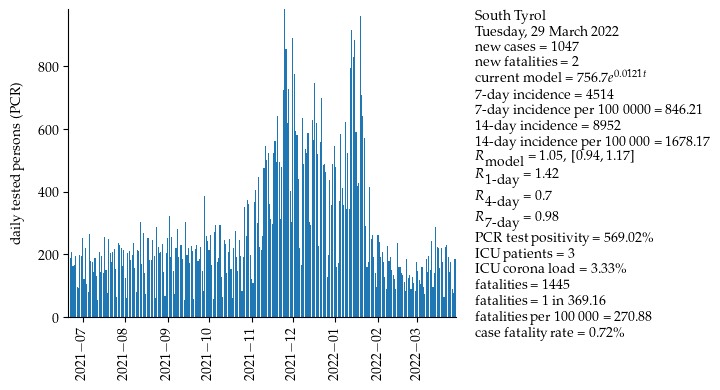 South Tyrol
Tuesday, 29 March 2022
new cases = 1047
new fatalities = 2
current model = 756.7e^{0.0121t}
7-day incidence = 4514
7-day incidence per 100 0000 = 846.21
14-day incidence = 8952
14-day incidence per 100 000 = 1678.17
R_model = 1.05, [0.94, 1.17]
R_1-day = 1.42
R_4-day = 0.7
R_7-day = 0.98
PCR test positivity = 569.02%
ICU patients = 3
ICU corona load = 3.33%
fatalities = 1445
fatalities = 1 in 369.16
fatalities per 100 000 = 270.88
case fatality rate = 0.72%
daily tested persons (PCR)
800
600
400
200
0
2021−07
2021−08
2021−09
2021−10
2021−11
2021−12
2022−01
2022−02
2022−03